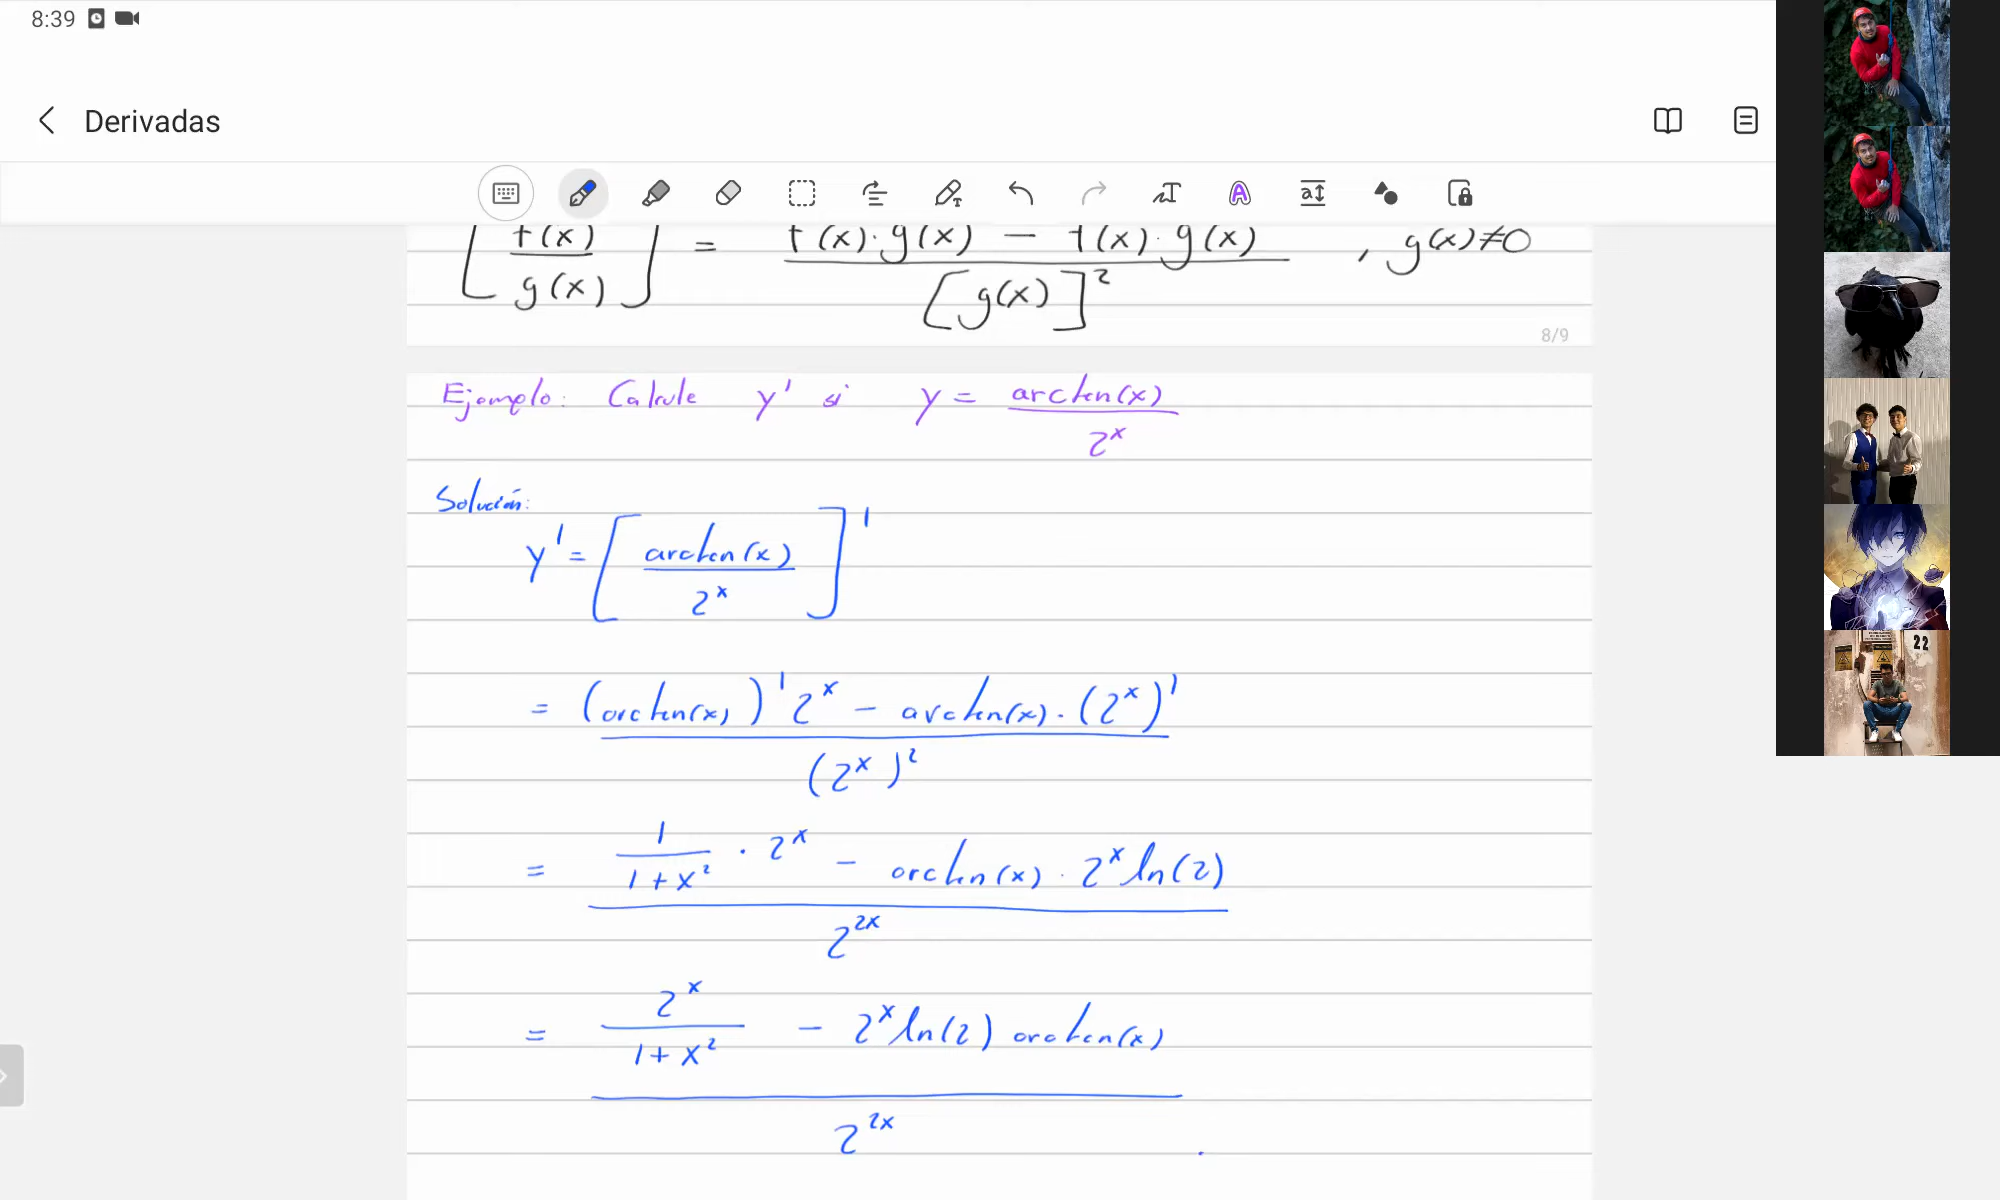 8:39
Derivadas
[f(x)/g(x)] = f(x)·g(x) − f(x)·g(x) / [g(x)]² , g(x)≠0
8/9
Ejemplo: Calcule y' si y = arctan(x) / 2^x
Solución:
y' = [arctan(x) / 2^x]'
= (arctan(x))' 2^x − arctan(x) · (2^x)' / (2^x)²
= 1/(1+x²) · 2^x − arctan(x) · 2^x ln(2) / 2^2x
= 2^x/(1+x²) − 2^x ln(2) arctan(x) / 2^2x
22